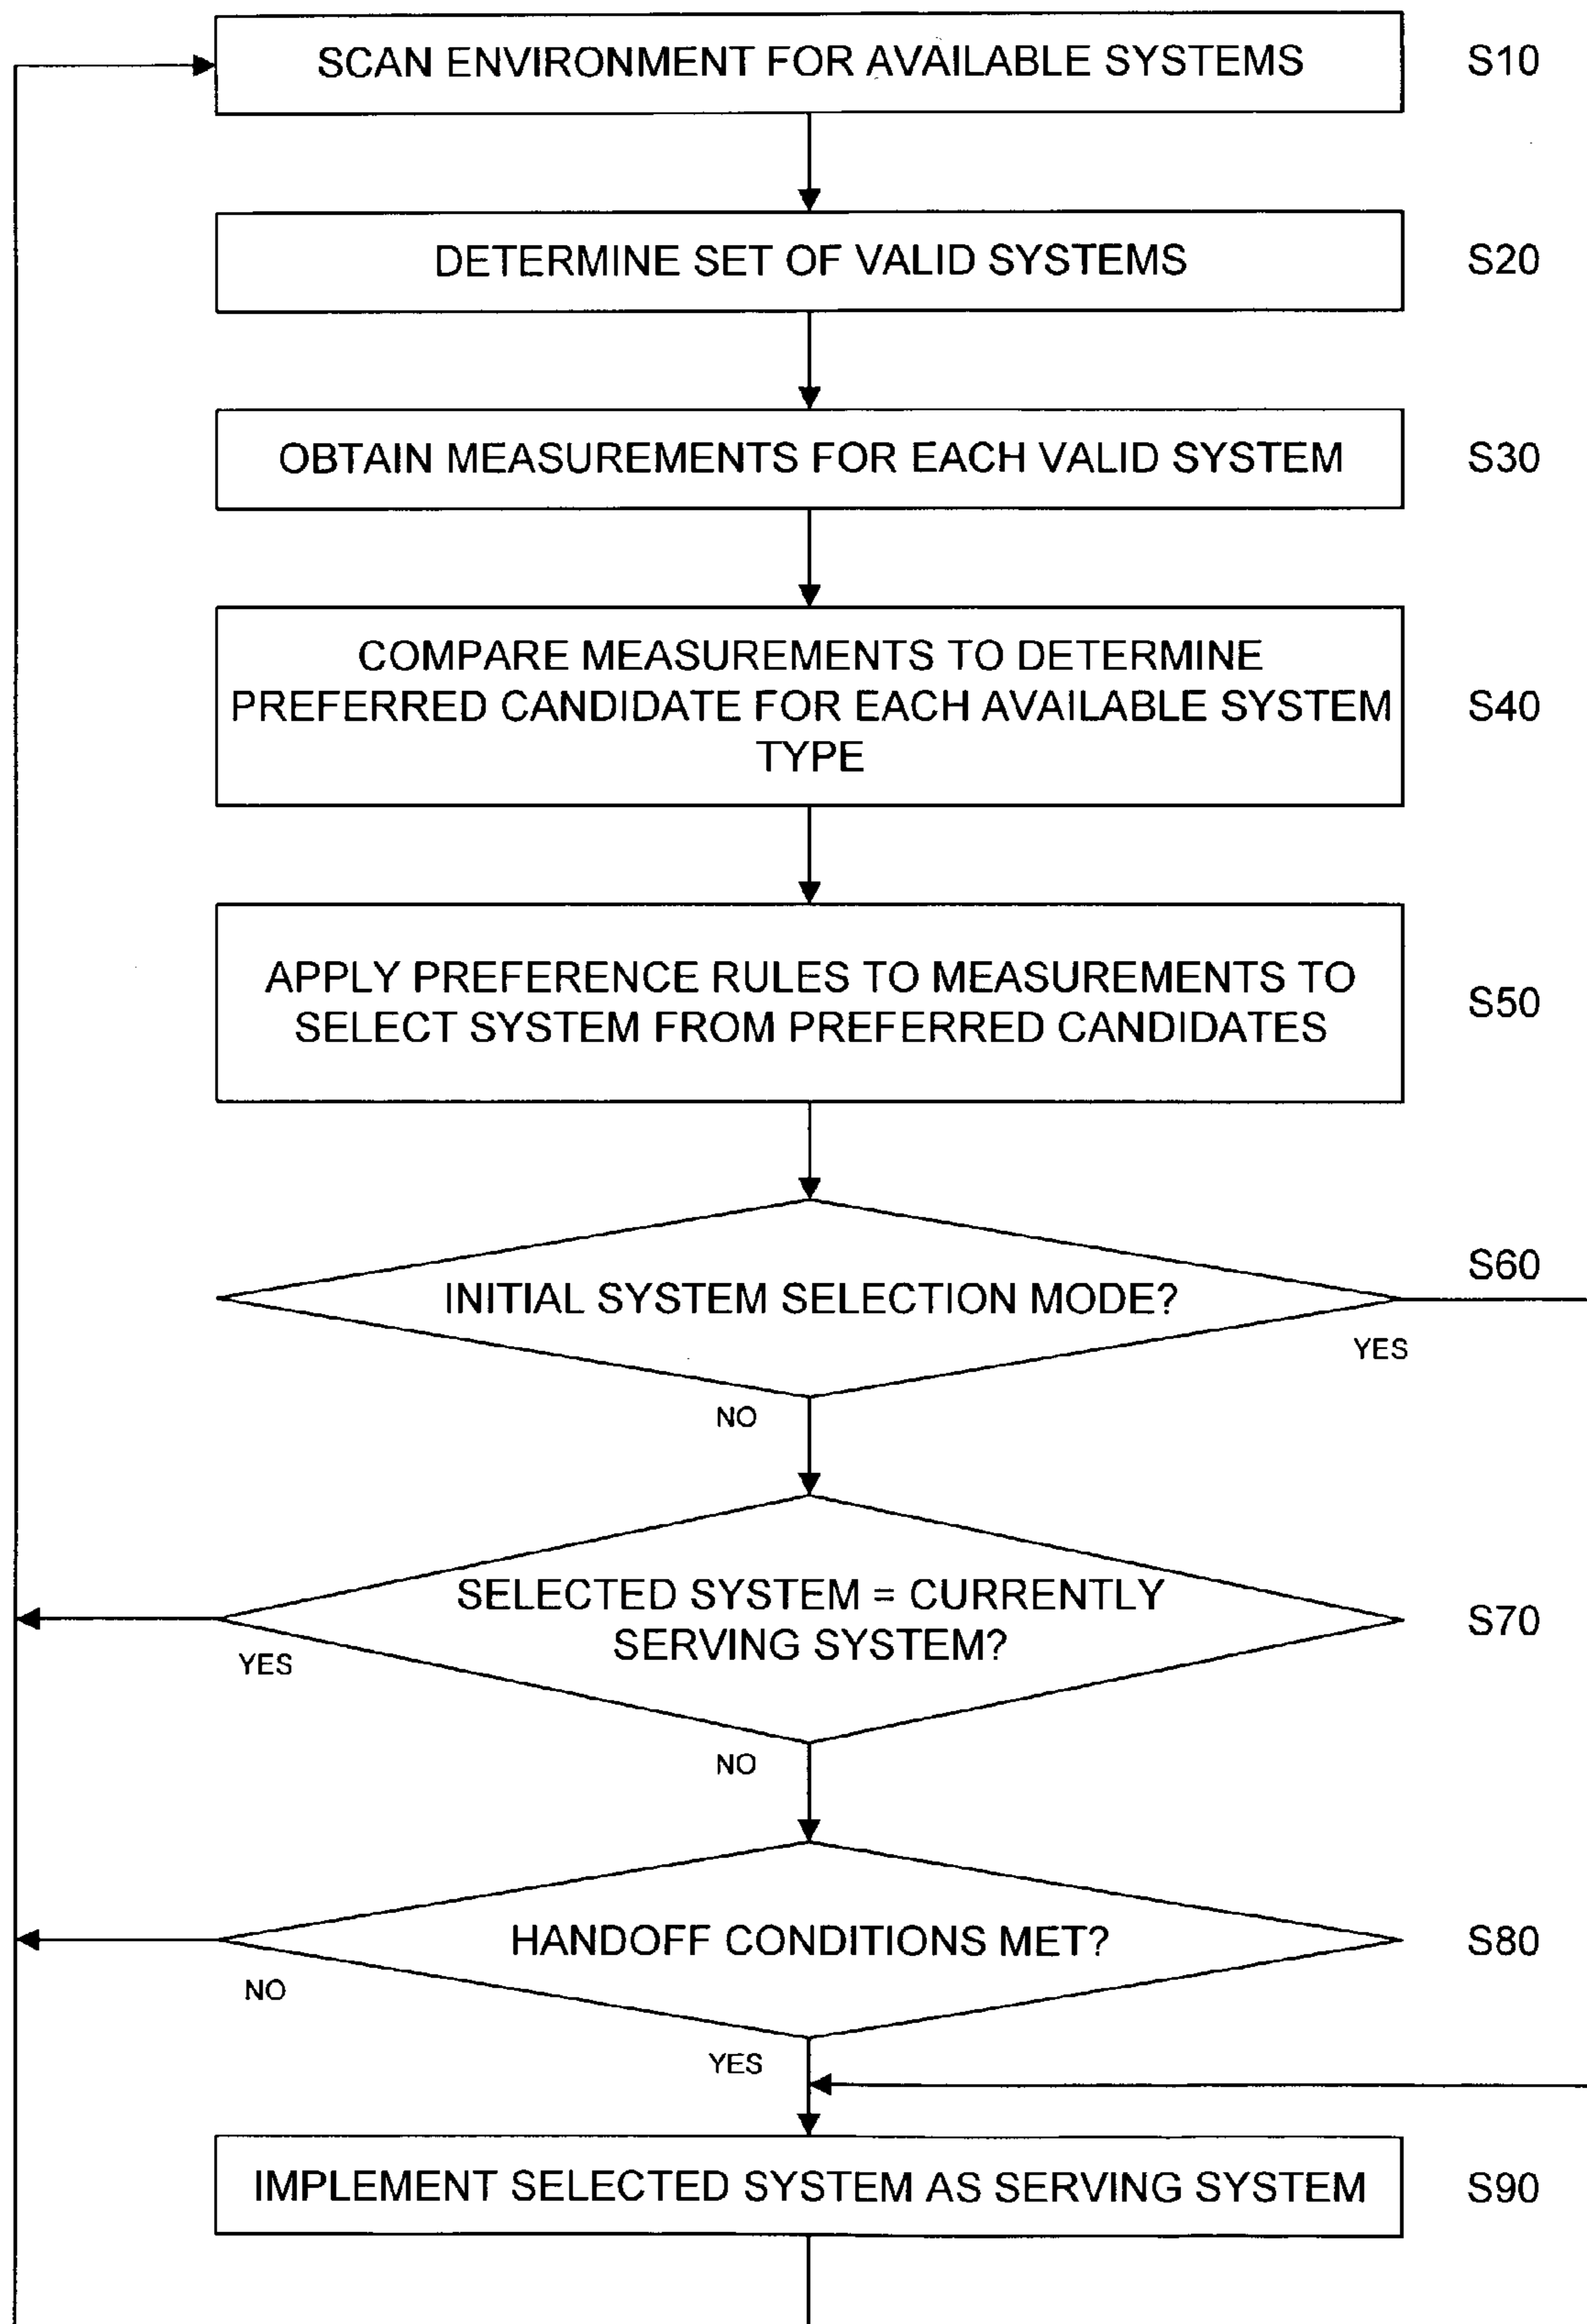 SCAN ENVIRONMENT FOR AVAILABLE SYSTEMS
S10
DETERMINE SET OF VALID SYSTEMS
S20
OBTAIN MEASUREMENTS FOR EACH VALID SYSTEM
S30
COMPARE MEASUREMENTS TO DETERMINE
PREFERRED CANDIDATE FOR EACH AVAILABLE SYSTEM
TYPE
S40
APPLY PREFERENCE RULES TO MEASUREMENTS TO
SELECT SYSTEM FROM PREFERRED CANDIDATES
S50
INITIAL SYSTEM SELECTION MODE?
S60
YES
NO
SELECTED SYSTEM = CURRENTLY
SERVING SYSTEM?
S70
YES
NO
HANDOFF CONDITIONS MET?
S80
NO
YES
IMPLEMENT SELECTED SYSTEM AS SERVING SYSTEM
S90